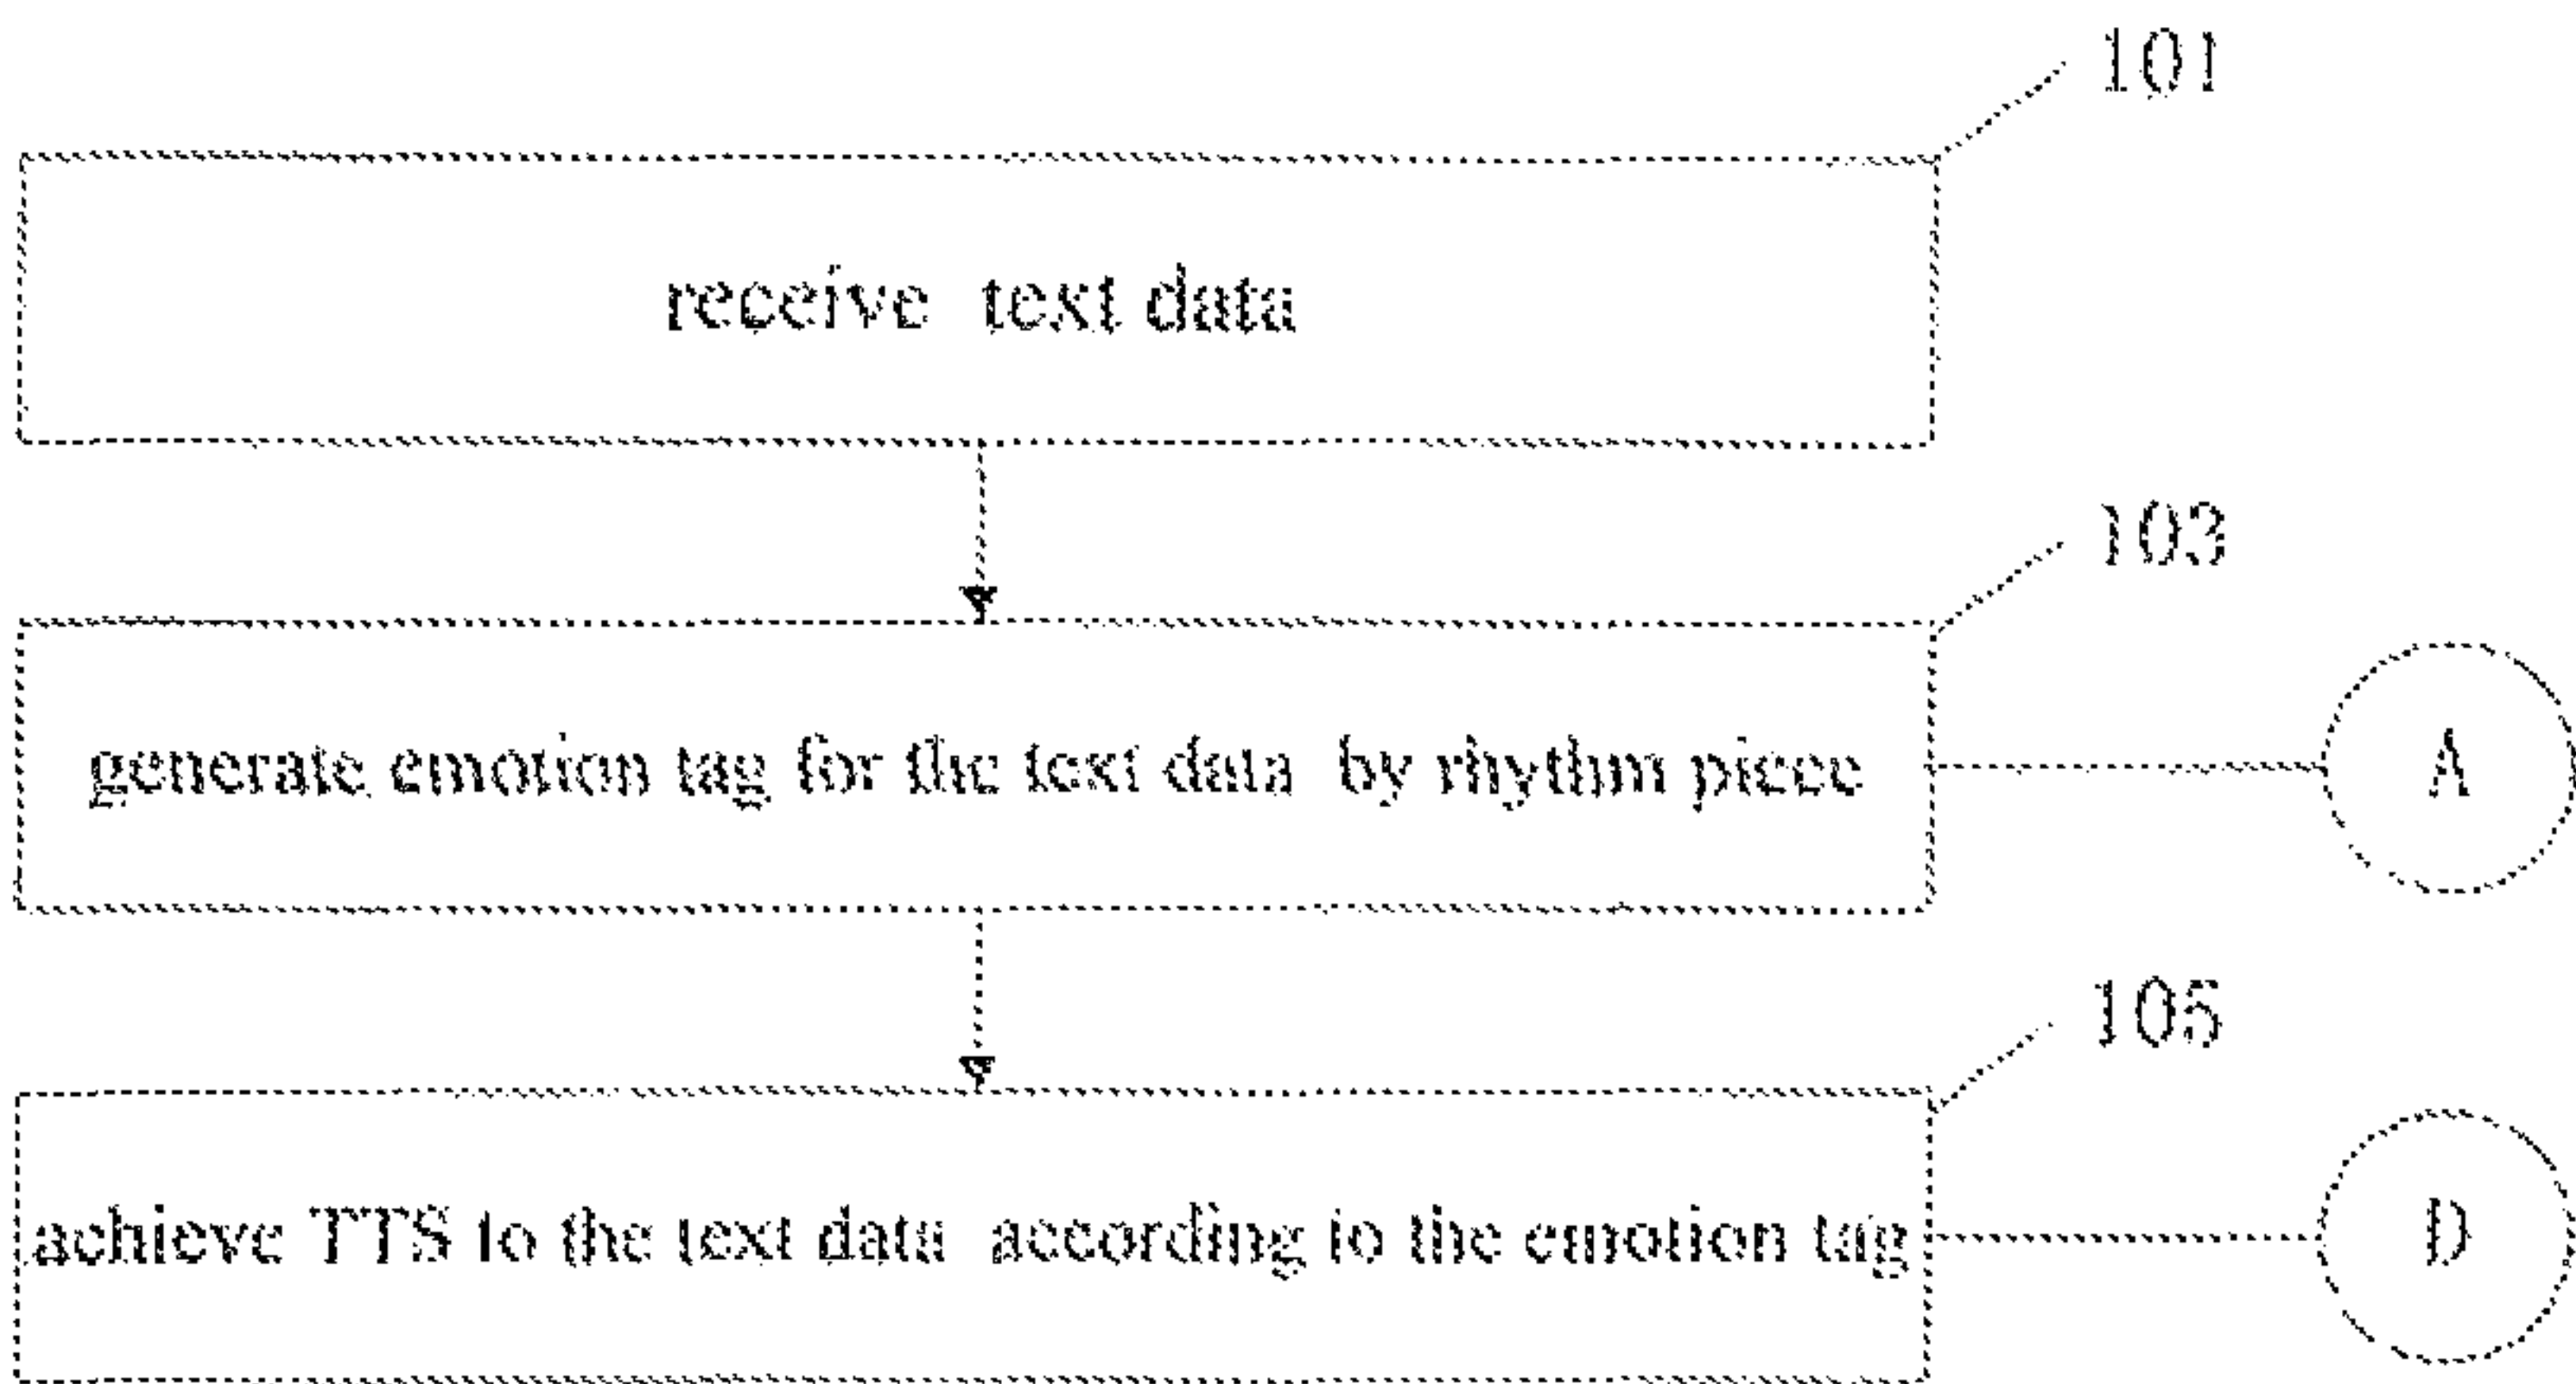 101
receive text data
103
generate emotion tag for the text data by rhythm piece
A
105
achieve TTS to the text data according to the emotion tag
D